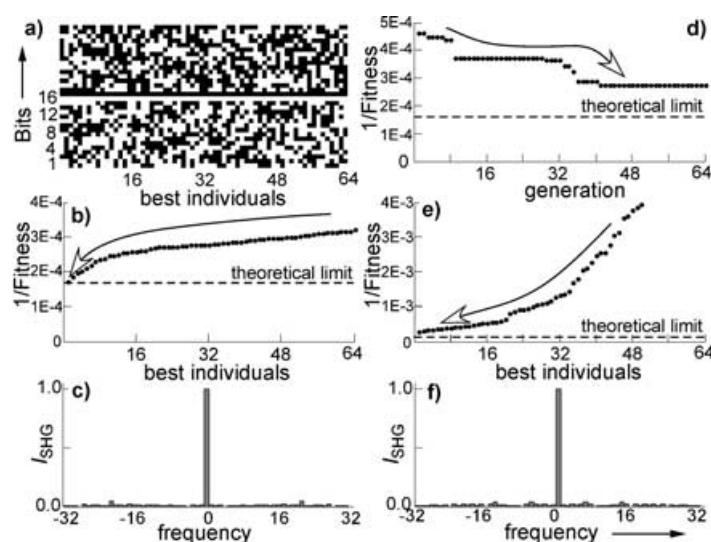 a)
Bits
16
12
8
4
1
16 32 48 64
best individuals
b)
1/Fitness
4E-4
3E-4
2E-4
1E-4
theoretical limit
16 32 48 64
best individuals
c)
I SHG
1.0
0.0
-32 -16 0 16 32
frequency
d)
1/Fitness
5E-4
4E-4
3E-4
2E-4
1E-4
0
theoretical limit
0 16 32 48 64
generation
e)
1/Fitness
4E-3
3E-3
2E-3
1E-3
theoretical limit
16 32 48 64
best individuals
f)
I SHG
1.0
0.0
-32 -16 0 16 32
frequency